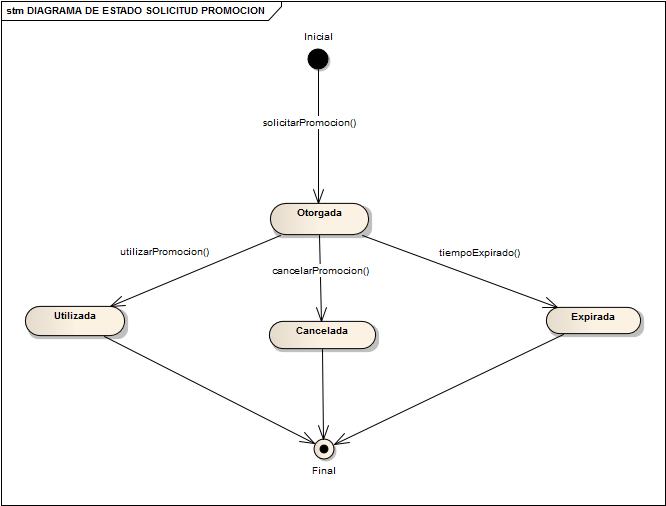 stm DIAGRAMA DE ESTADO SOLICITUD PROMOCION
Inicial
solicitarPromocion()
Otorgada
utilizarPromocion()
cancelarPromocion()
tiempoExpirado()
Utilizada
Cancelada
Expirada
Final